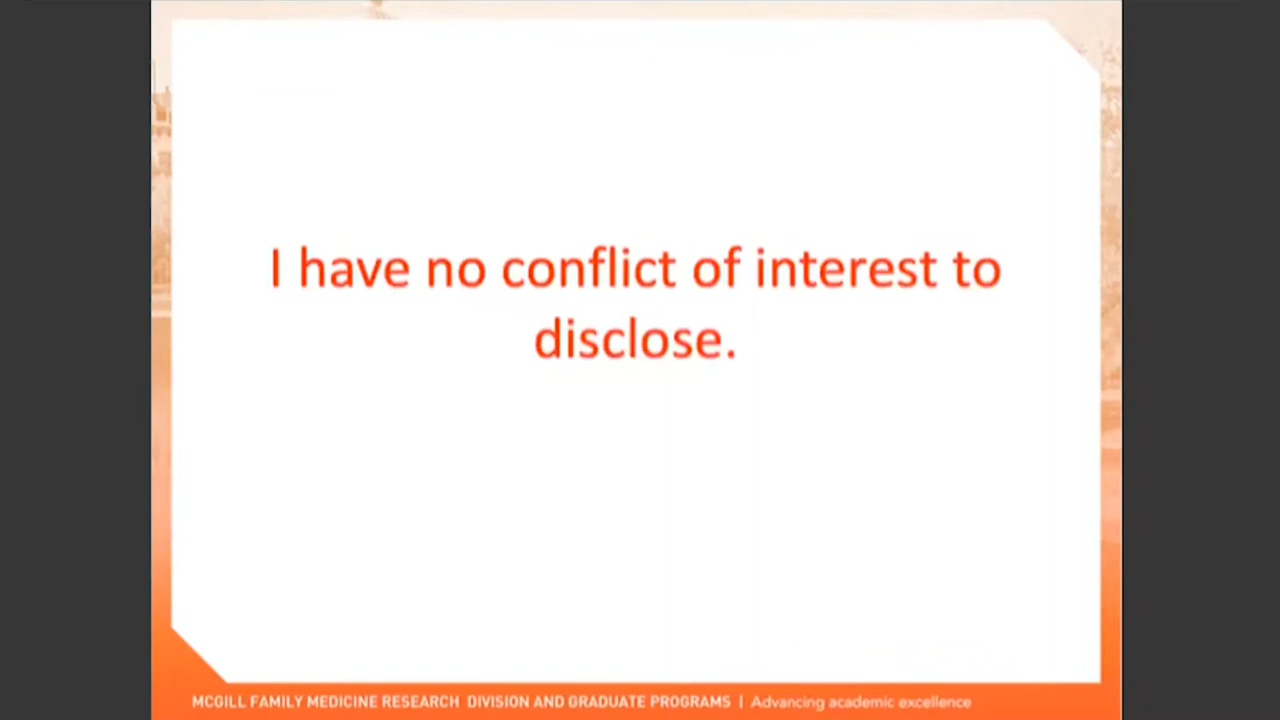 I have no conflict of interest to
disclose.
MCGILL FAMILY MEDICINE RESEARCH DIVISION AND GRADUATE PROGRAMS | Advancing academic excellence